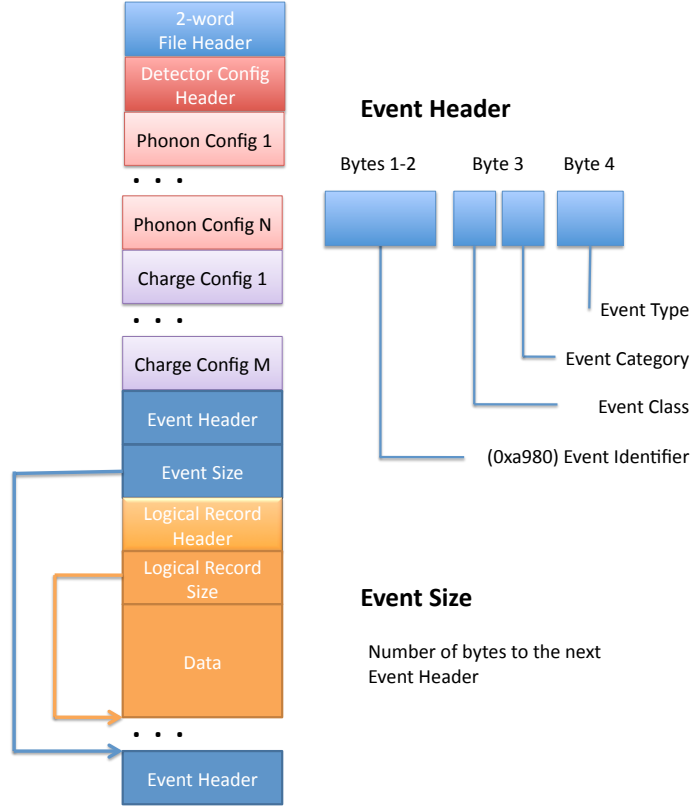 2-word
File Header
Detector Config
Header
Phonon Config 1
. . .
Phonon Config N
Charge Config 1
. . .
Charge Config M
Event Header
Event Size
Logical Record
Header
Logical Record
Size
Data
. . .
Event Header
Event Header
Bytes 1-2
Byte 3
Byte 4
Event Type
Event Category
Event Class
(0xa980) Event Identifier
Event Size
Number of bytes to the next
Event Header